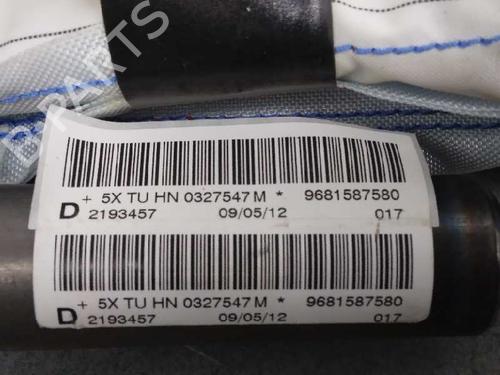 B-PARTS
+ 5X TU HN 0327547 M * 9681587580
D 2193457 09/05/12 017
+ 5X TU HN 0327547 M * 9681587580
D 2193457 09/05/12 017